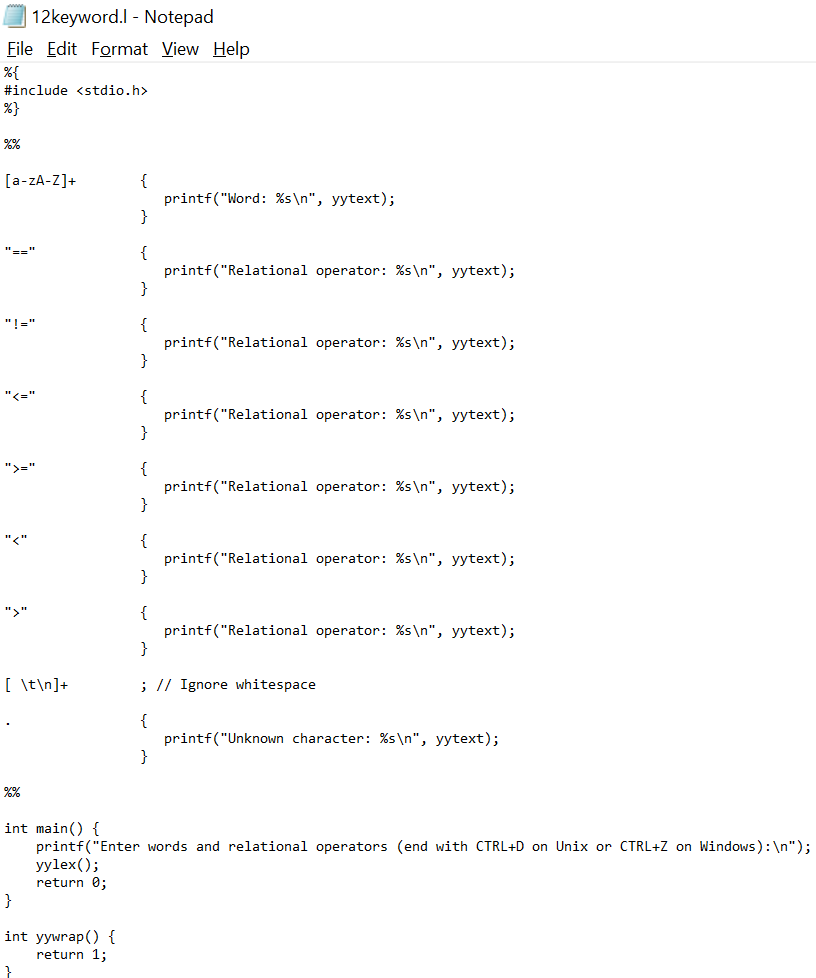 12keyword.l - Notepad
File Edit Format View Help
%{
#include <stdio.h>
%}

%%

[a-zA-Z]+        {
                    printf("Word: %s\n", yytext);
                 }

"=="             {
                    printf("Relational operator: %s\n", yytext);
                 }

"!="             {
                    printf("Relational operator: %s\n", yytext);
                 }

"<="             {
                    printf("Relational operator: %s\n", yytext);
                 }

">="             {
                    printf("Relational operator: %s\n", yytext);
                 }

"<"              {
                    printf("Relational operator: %s\n", yytext);
                 }

">"              {
                    printf("Relational operator: %s\n", yytext);
                 }

[ \t\n]+         ; // Ignore whitespace

.                {
                    printf("Unknown character: %s\n", yytext);
                 }

%%

int main() {
    printf("Enter words and relational operators (end with CTRL+D on Unix or CTRL+Z on Windows):\n");
    yylex();
    return 0;
}

int yywrap() {
    return 1;
}